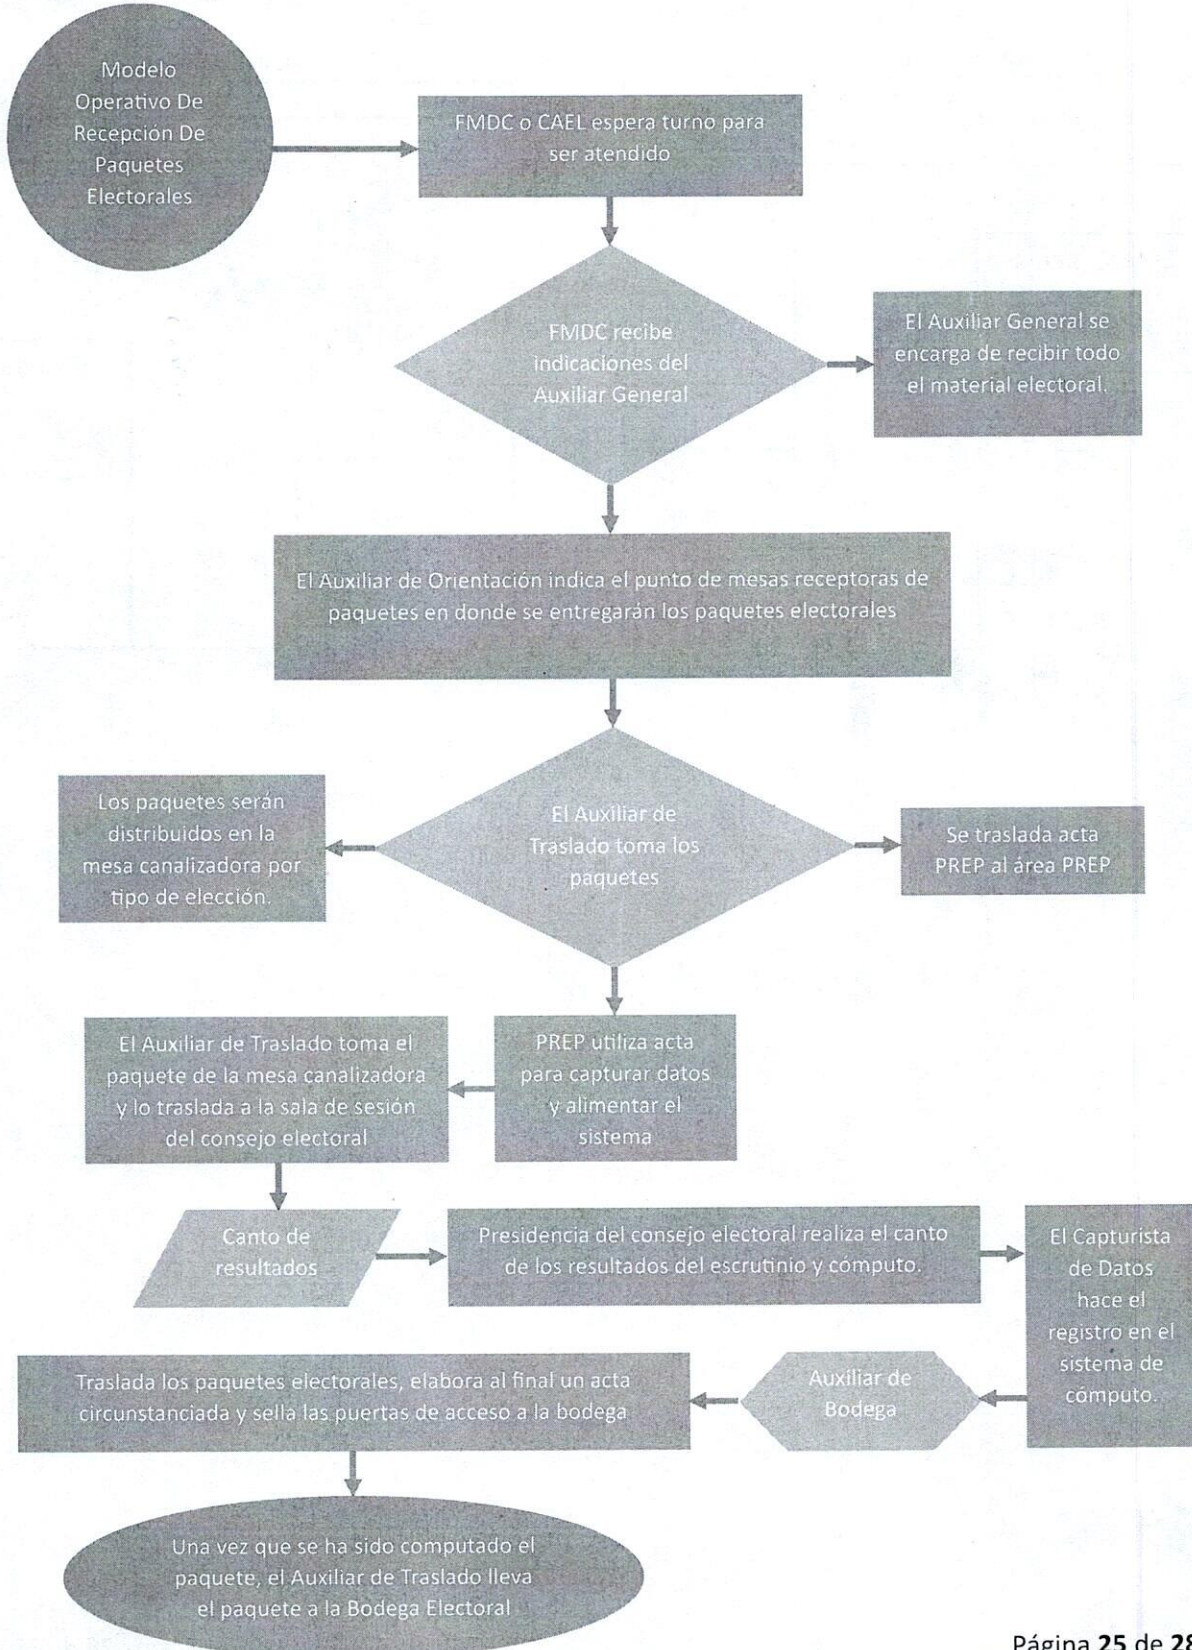 Modelo
Operativo De
Recepción De
Paquetes
Electorales
FMDC o CAEL espera turno para
ser atendido
FMDC recibe
indicaciones del
Auxiliar General
El Auxiliar General se
encarga de recibir todo
el material electoral.
El Auxiliar de Orientación indica el punto de mesas receptoras de
paquetes en donde se entregarán los paquetes electorales
Los paquetes serán
distribuidos en la
mesa canalizadora por
tipo de elección.
El Auxiliar de
Traslado toma los
paquetes
Se traslada acta
PREP al área PREP
El Auxiliar de Traslado toma el
paquete de la mesa canalizadora
y lo traslada a la sala de sesión
del consejo electoral
PREP utiliza acta
para capturar datos
y alimentar el
sistema
Canto de
resultados
Presidencia del consejo electoral realiza el canto
de los resultados del escrutinio y cómputo.
El Capturista
de Datos
hace el
registro en el
sistema de
cómputo.
Auxiliar de
Bodega
Traslada los paquetes electorales, elabora al final un acta
circunstanciada y sella las puertas de acceso a la bodega
Una vez que se ha sido computado el
paquete, el Auxiliar de Traslado lleva
el paquete a la Bodega Electoral
Página 25 de 28